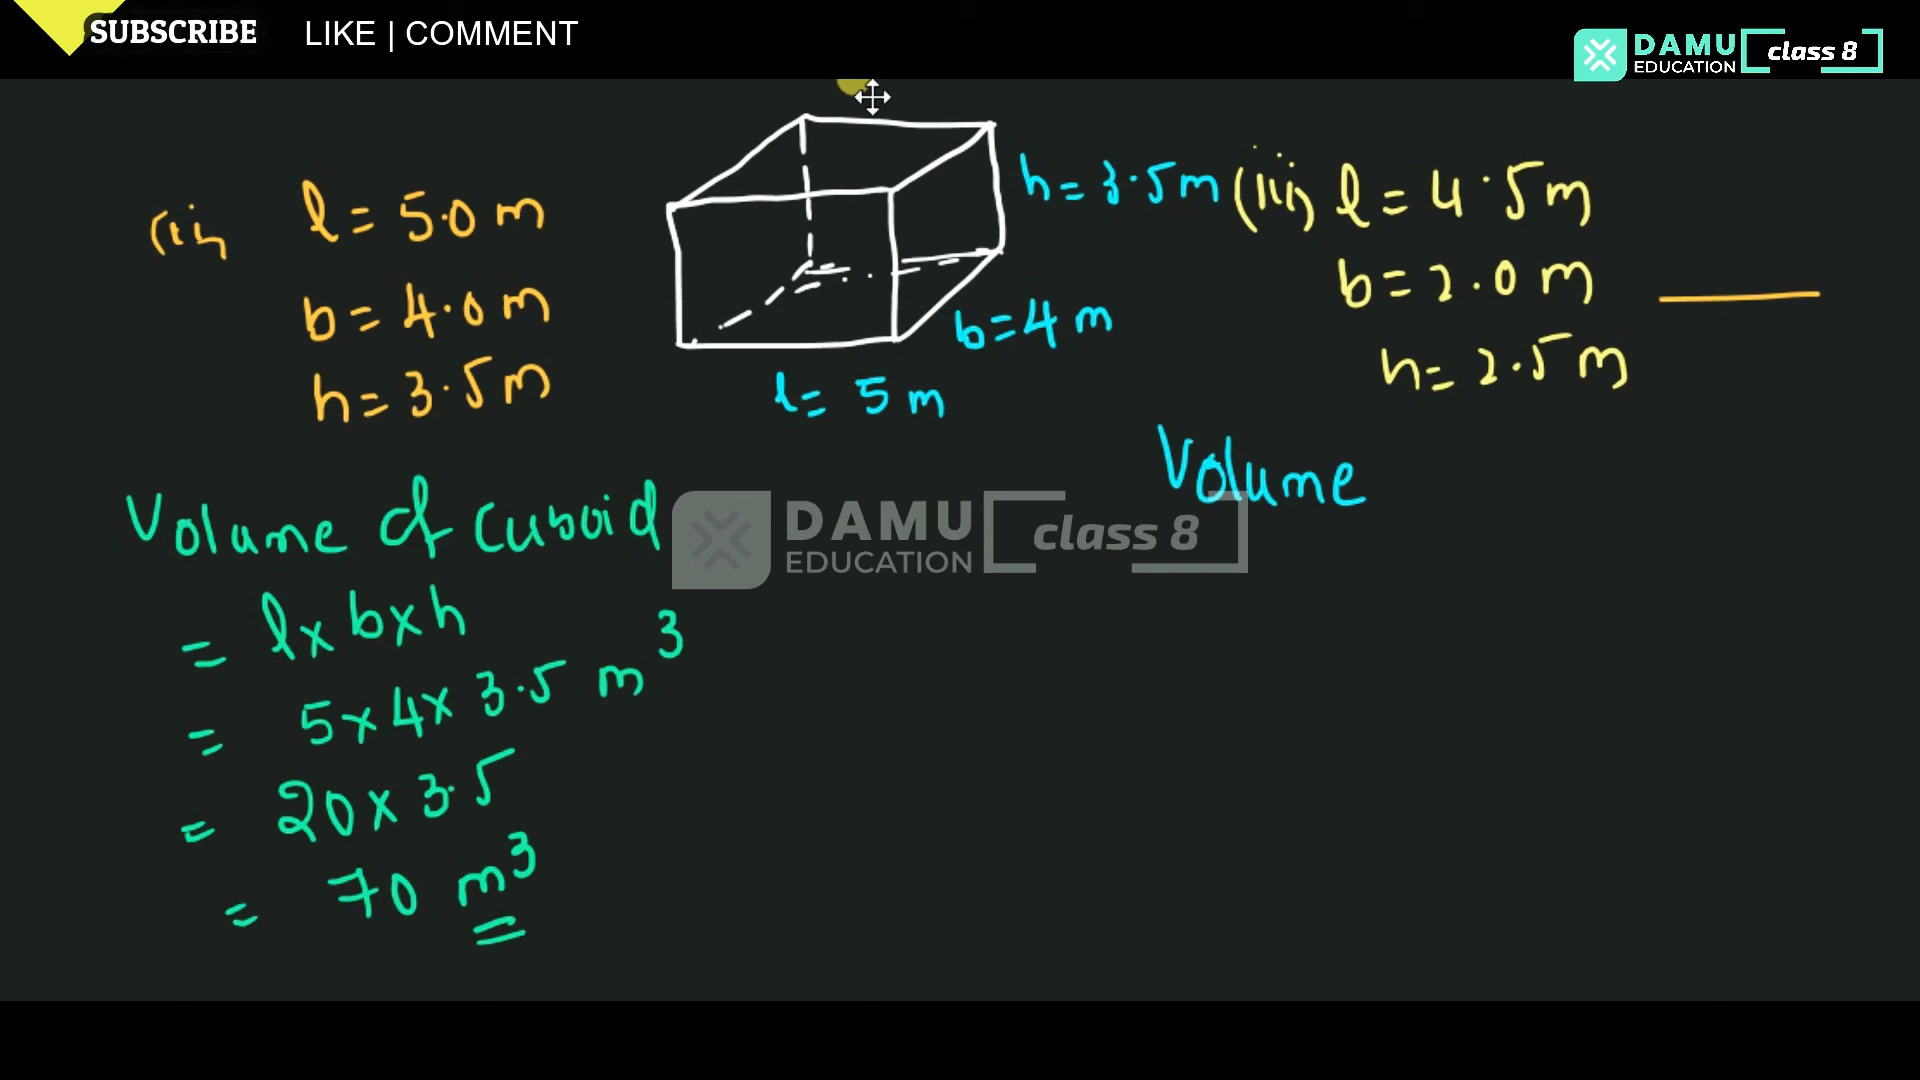 SUBSCRIBE LIKE | COMMENT
DAMU EDUCATION class 8
(ii) l = 5.0 m
b = 4.0 m
h = 3.5 m
h = 3.5 m
b = 4 m
l = 5 m
(iii) l = 4.5 m
b = 2.0 m
h = 2.5 m
Volume of cuboid
= l x b x h
= 5 x 4 x 3.5 m³
= 20 x 3.5
= 70 m³
Volume
DAMU EDUCATION class 8